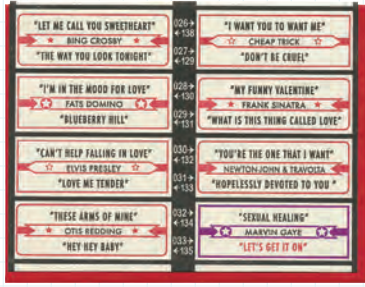 "LET ME CALL YOU SWEETHEART"
BING CROSBY
"THE WAY YOU LOOK TONIGHT"
026→
←138
027→
←129
"I WANT YOU TO WANT ME"
CHEAP TRICK
"DON'T BE CRUEL"
"I'M IN THE MOOD FOR LOVE"
FATS DOMINO
"BLUEBERRY HILL"
028→
←130
029→
←131
"MY FUNNY VALENTINE"
FRANK SINATRA
"WHAT IS THIS THING CALLED LOVE"
"CAN'T HELP FALLING IN LOVE"
ELVIS PRESLEY
"LOVE ME TENDER"
030→
←132
031→
←133
"YOU'RE THE ONE THAT I WANT"
NEWTON-JOHN & TRAVOLTA
"HOPELESSLY DEVOTED TO YOU "
"THESE ARMS OF MINE"
OTIS REDDING
"HEY HEY BABY"
032→
←134
033→
←135
"SEXUAL HEALING"
MARVIN GAYE
"LET'S GET IT ON"